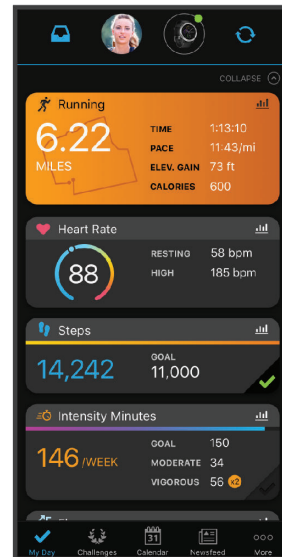 COLLAPSE
Running
6.22
MILES
TIME 1:13:10
PACE 11:43/mi
ELEV. GAIN 73 ft
CALORIES 600
Heart Rate
88
RESTING 58 bpm
HIGH 185 bpm
Steps
14,242
GOAL
11,000
Intensity Minutes
146 /WEEK
GOAL 150
MODERATE 34
VIGOROUS 56 x2
31
My Day Challenges Calendar Newsfeed More